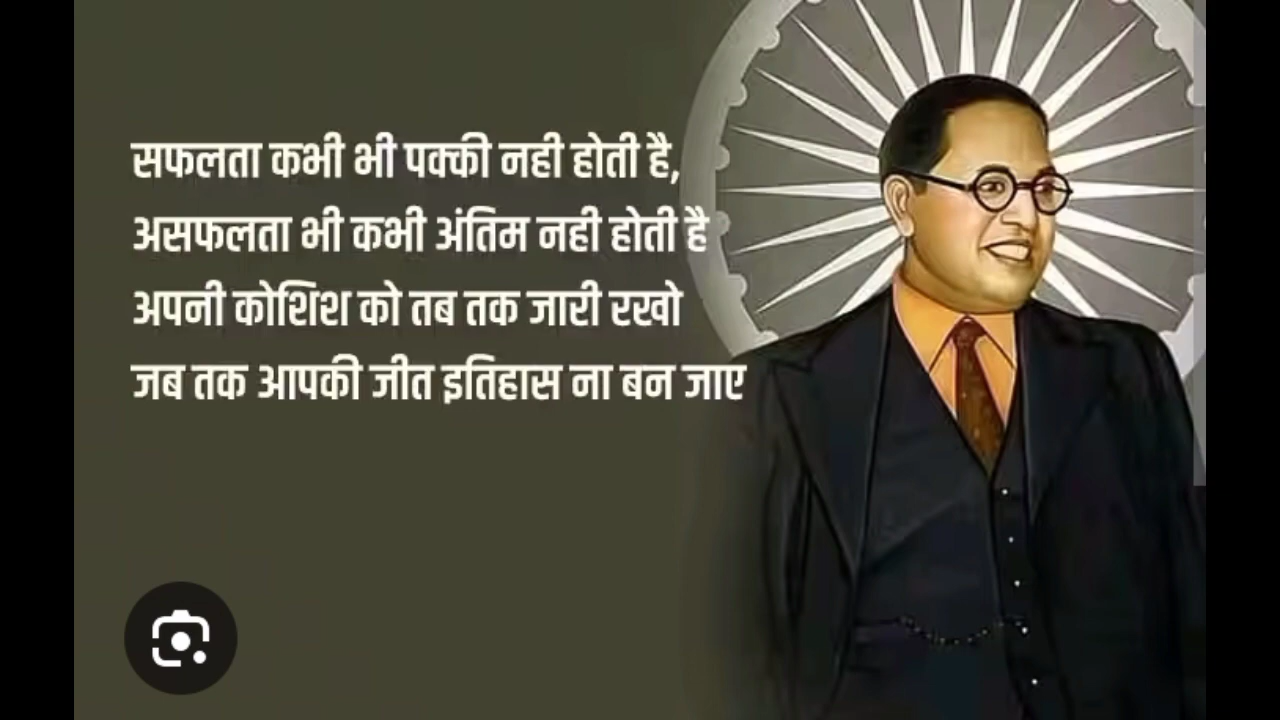 सफलता कभी भी पक्की नही होती है,
असफलता भी कभी अंतिम नही होती है
अपनी कोशिश को तब तक जारी रखो
जब तक आपकी जीत इतिहास ना बन जाए